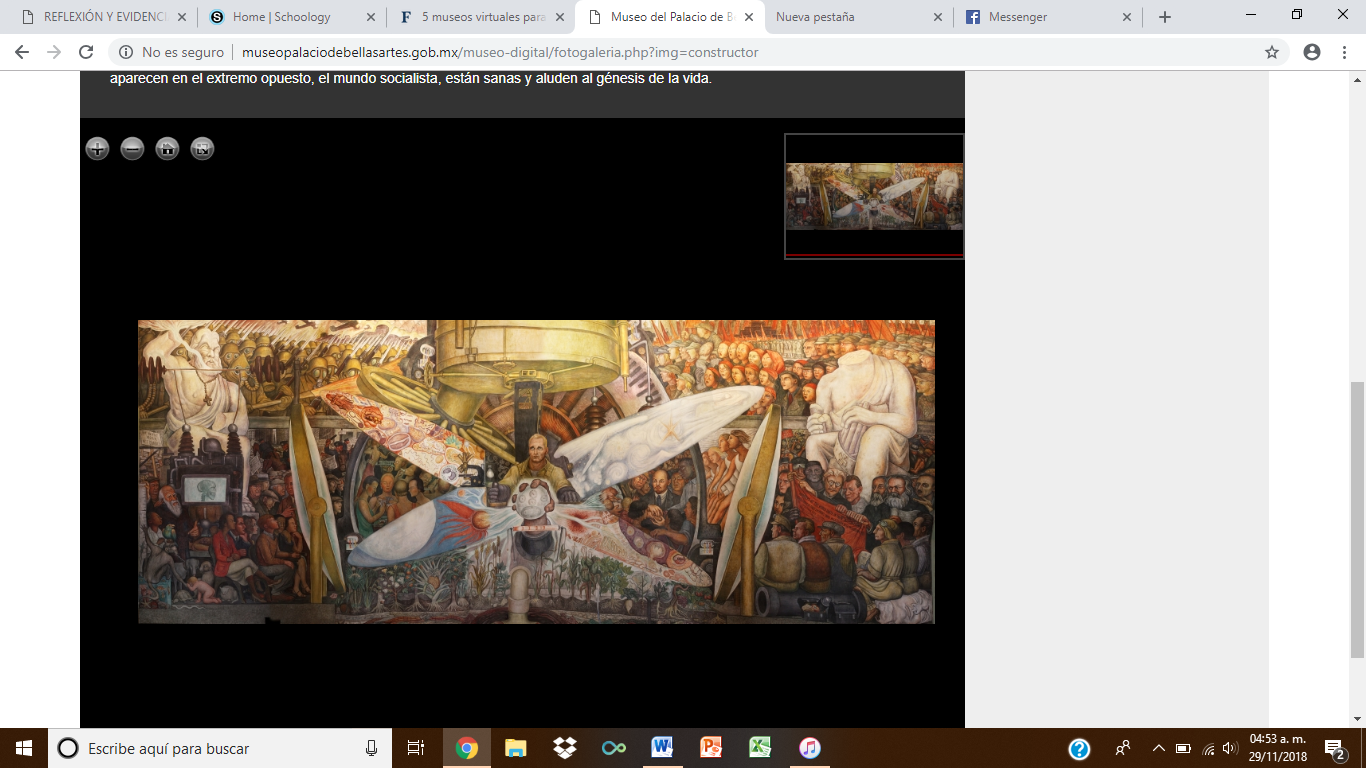 REFLEXIÓN Y EVIDENCI
Home | Schoology
5 museos virtuales para
Museo del Palacio de B
Nueva pestaña
Messenger
No es seguro
museopalaciodebellasartes.gob.mx/museo-digital/fotogaleria.php?img=constructor
aparecen en el extremo opuesto, el mundo socialista, están sanas y aluden al génesis de la vida.
Escribe aquí para buscar
04:53 a. m.
29/11/2018
2